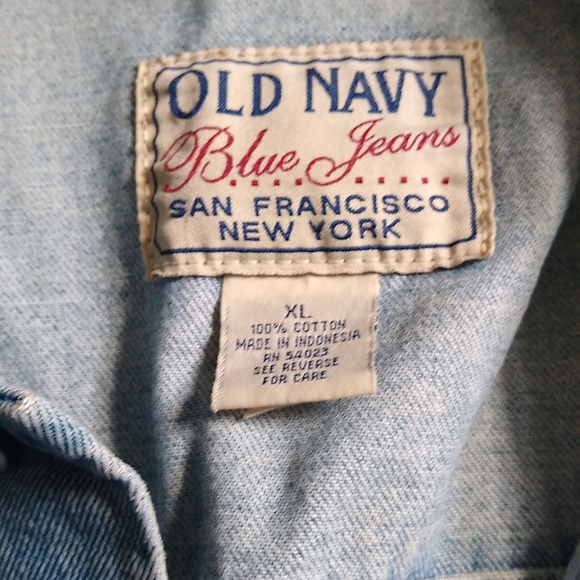 OLD NAVY
Blue Jeans
SAN FRANCISCO
NEW YORK
XL
100% COTTON
MADE IN INDONESIA
RN 54023
SEE REVERSE
FOR CARE